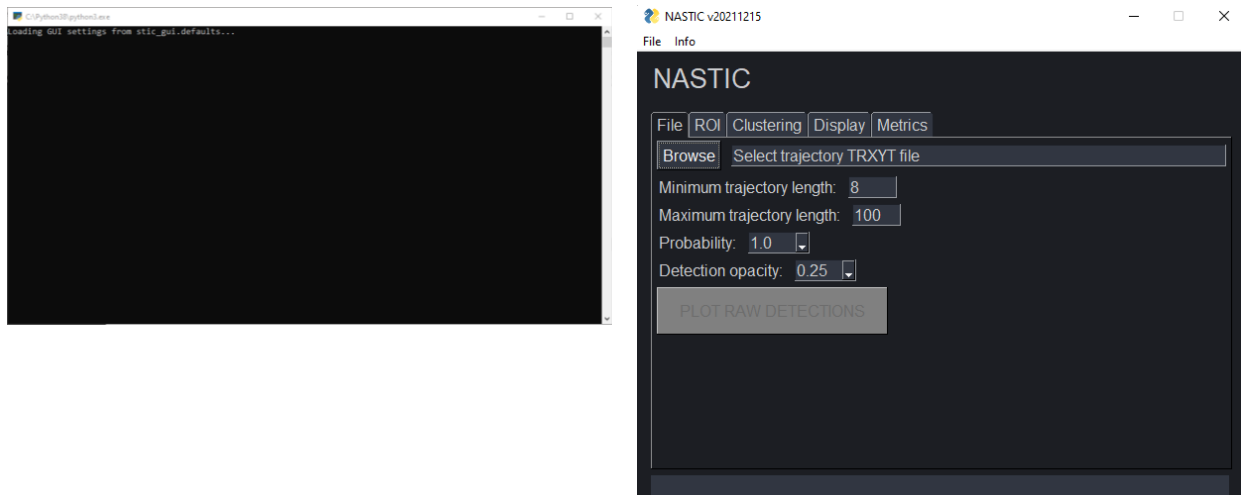 C:\Python38\python3.exe
Loading GUI settings from stic_gui.defaults...
NASTIC v20211215
File Info
NASTIC
File ROI Clustering Display Metrics
Browse Select trajectory TRXYT file
Minimum trajectory length: 8
Maximum trajectory length: 100
Probability: 1.0
Detection opacity: 0.25
PLOT RAW DETECTIONS